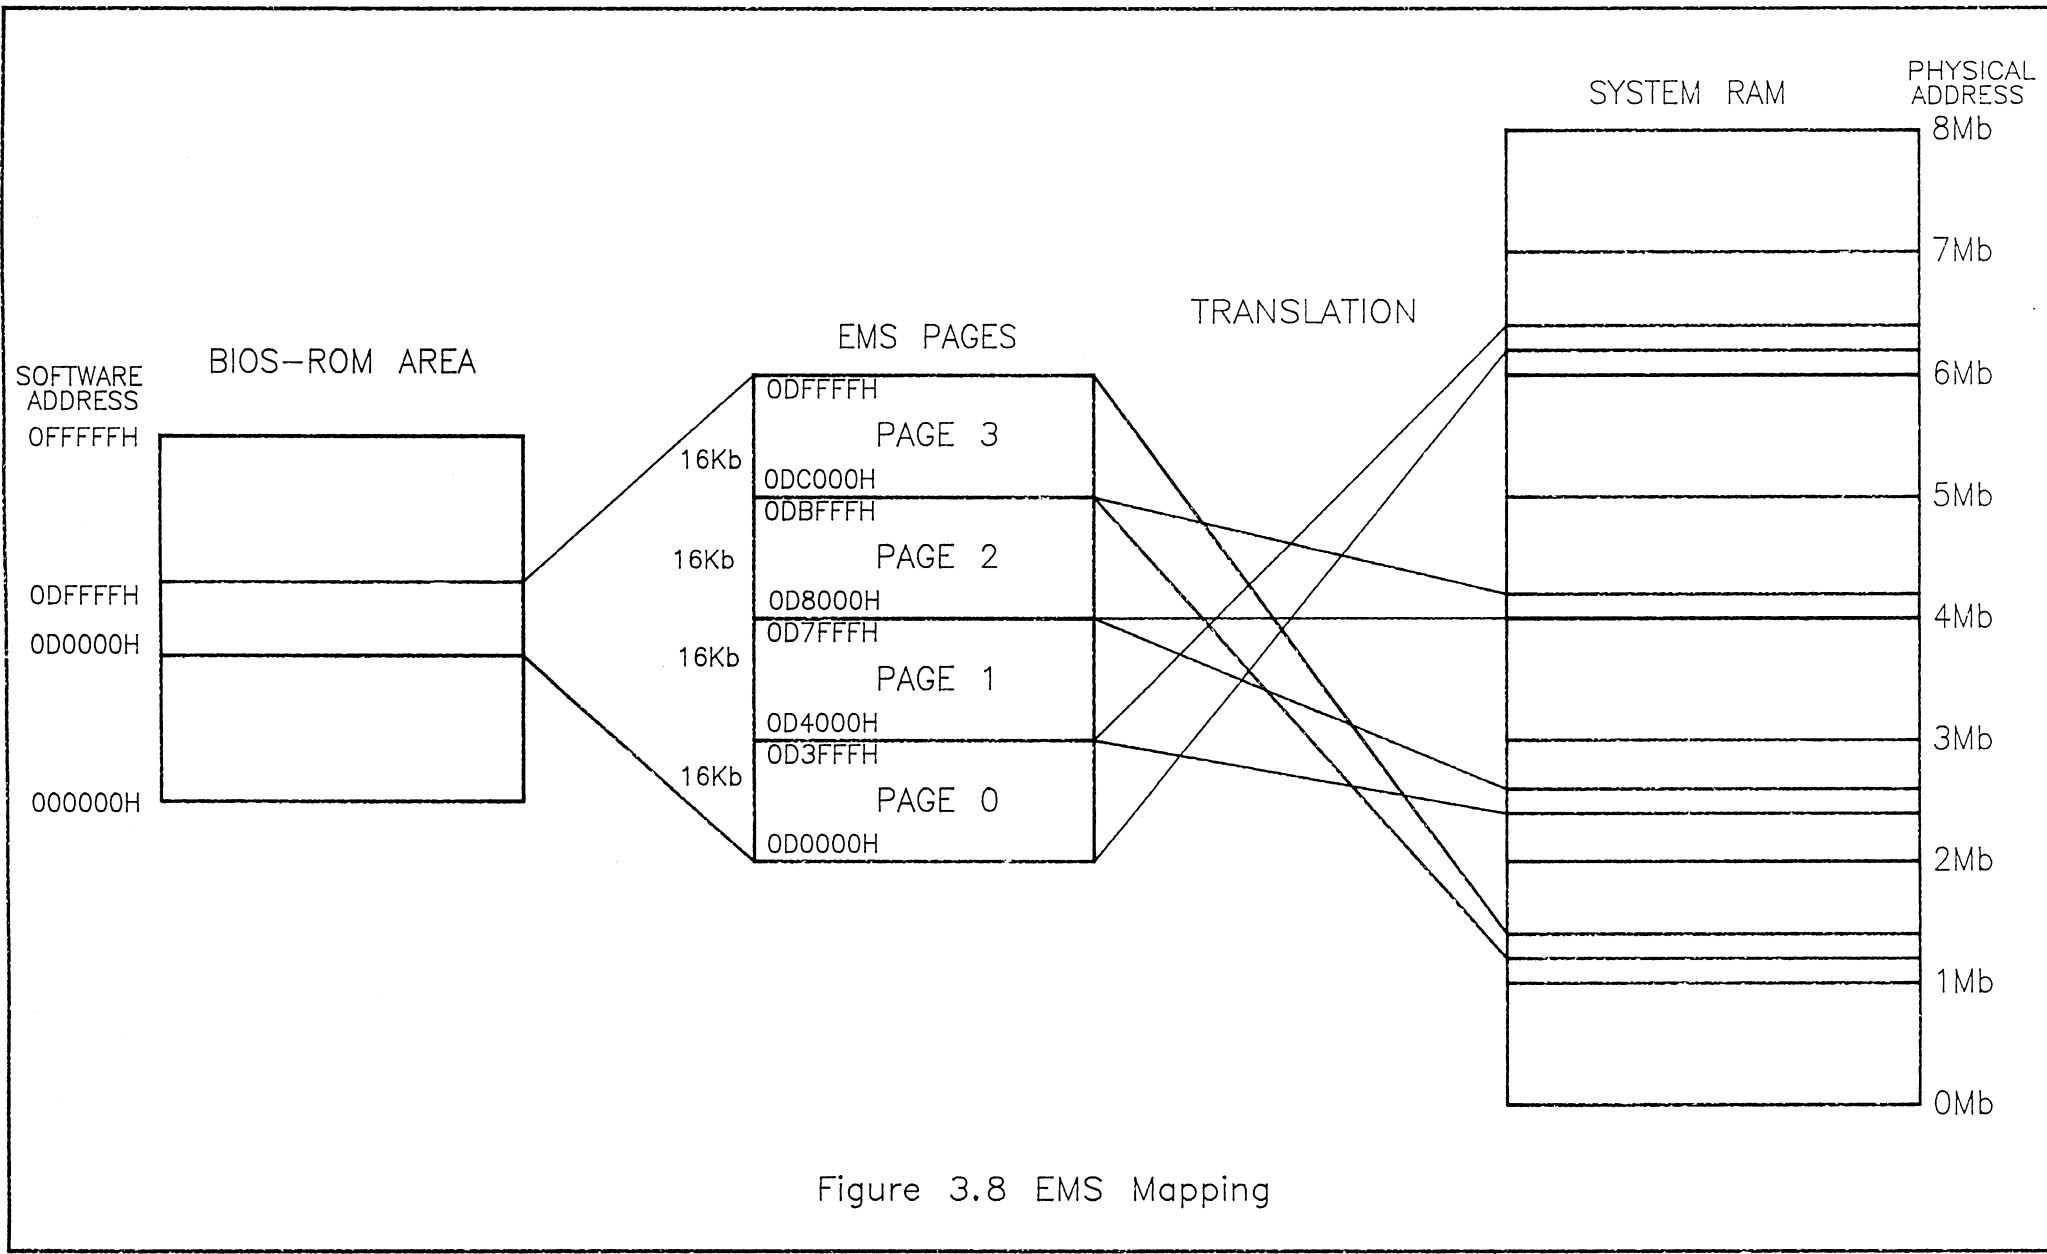 PHYSICAL
ADDRESS
SYSTEM RAM
8Mb
7Mb
TRANSLATION
EMS PAGES
BIOS-ROM AREA
SOFTWARE
ADDRESS
6Mb
0DFFFFH
PAGE 3
0FFFFFH
16Kb
0DC000H
5Mb
0DBFFFH
PAGE 2
16Kb
0DFFFFH
0D8000H
4Mb
0D7FFFH
0D0000H
16Kb
PAGE 1
0D4000H
3Mb
0D3FFFH
16Kb
PAGE 0
000000H
0D0000H
2Mb
1Mb
0Mb
Figure 3.8 EMS Mapping